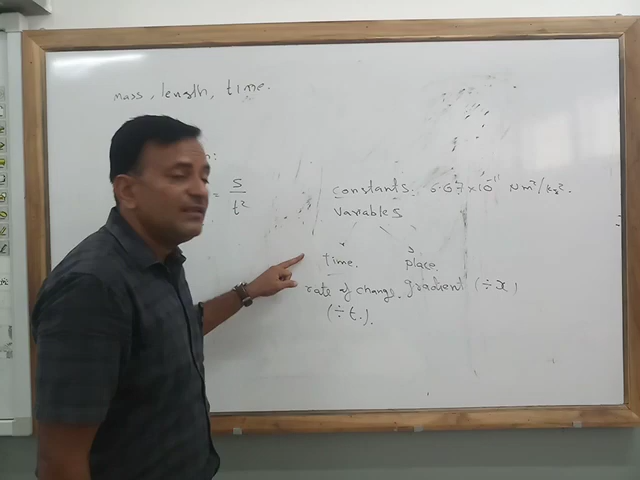 Mass, length, time.
:
= s/t²
constants. 6.67×10⁻¹¹ Nm²/kg².
Variables
time. place
rate of change. gradient (÷x)
(÷t).